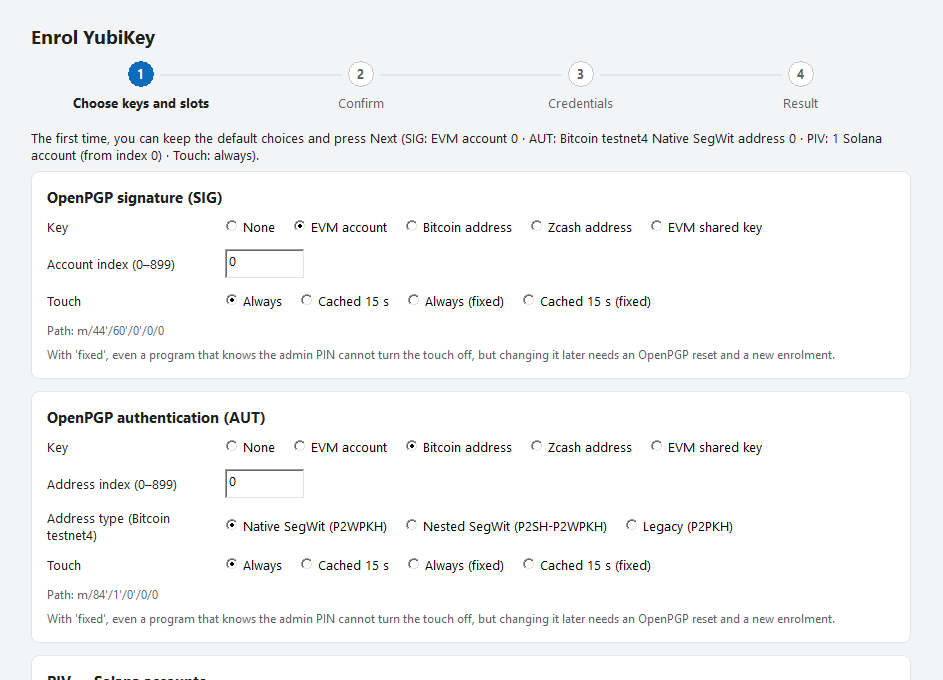 Enrol YubiKey
1 2 3 4
Choose keys and slots Confirm Credentials Result
The first time, you can keep the default choices and press Next (SIG: EVM account 0 · AUT: Bitcoin testnet4 Native SegWit address 0 · PIV: 1 Solana
account (from index 0) · Touch: always).
OpenPGP signature (SIG)
Key None EVM account Bitcoin address Zcash address EVM shared key
Account index (0–899) 0
Touch Always Cached 15 s Always (fixed) Cached 15 s (fixed)
Path: m/44'/60'/0'/0/0
With 'fixed', even a program that knows the admin PIN cannot turn the touch off, but changing it later needs an OpenPGP reset and a new enrolment.
OpenPGP authentication (AUT)
Key None EVM account Bitcoin address Zcash address EVM shared key
Address index (0–899) 0
Address type (Bitcoin
testnet4) Native SegWit (P2WPKH) Nested SegWit (P2SH-P2WPKH) Legacy (P2PKH)
Touch Always Cached 15 s Always (fixed) Cached 15 s (fixed)
Path: m/84'/1'/0'/0/0
With 'fixed', even a program that knows the admin PIN cannot turn the touch off, but changing it later needs an OpenPGP reset and a new enrolment.
PIV — Solana accounts